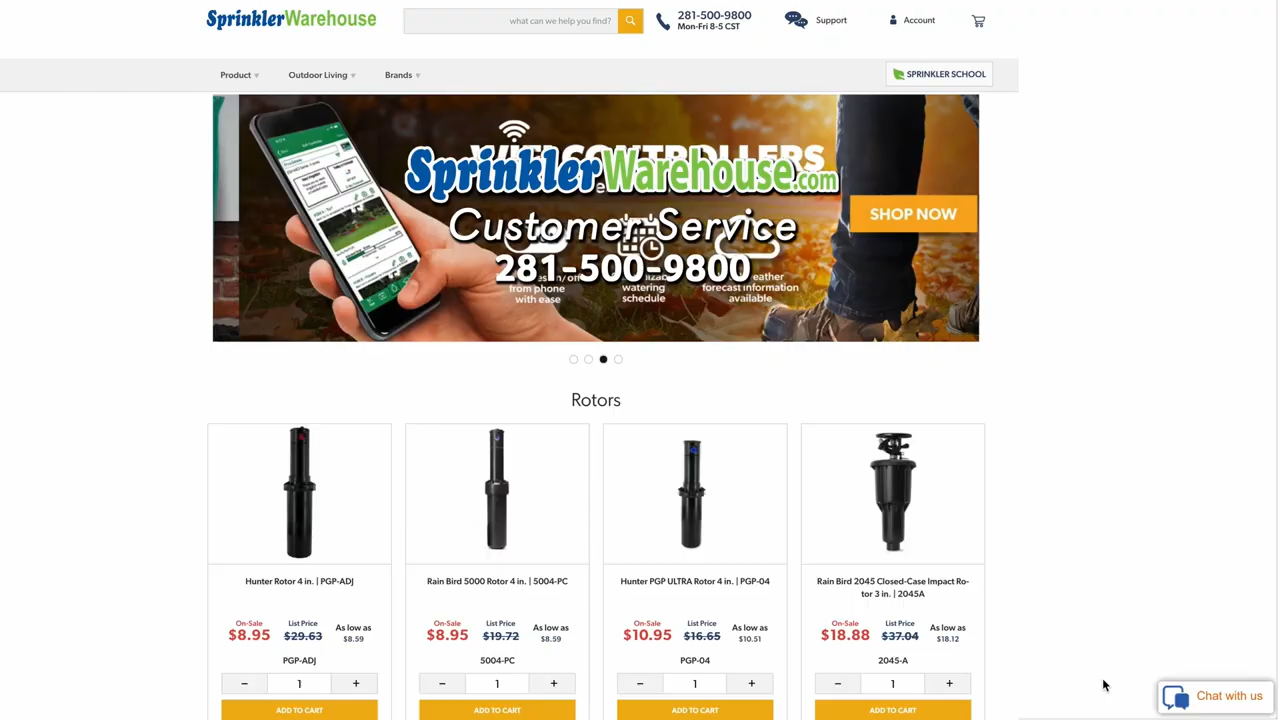 SprinklerWarehouse
what can we help you find?
281-500-9800
Mon-Fri 8-5 CST
Support
Account
Product
Outdoor Living
Brands
SPRINKLER SCHOOL
SprinklerWarehouse.com
CONTROLLERS
SHOP NOW
Customer Service
281-500-9800
from phone
with ease
watering
schedule
forecast information
available
Rotors
Hunter Rotor 4 in. | PGP-ADJ
On-Sale List Price As low as
$8.95 $29.63 $8.59
PGP-ADJ
− 1 +
ADD TO CART
Rain Bird 5000 Rotor 4 in. | 5004-PC
On-Sale List Price As low as
$8.95 $19.72 $8.59
5004-PC
− 1 +
ADD TO CART
Hunter PGP ULTRA Rotor 4 in. | PGP-04
On-Sale List Price As low as
$10.95 $16.65 $10.51
PGP-04
− 1 +
ADD TO CART
Rain Bird 2045 Closed-Case Impact Ro-
tor 3 in. | 2045A
On-Sale List Price As low as
$18.88 $37.04 $18.12
2045-A
− 1 +
ADD TO CART
Chat with us